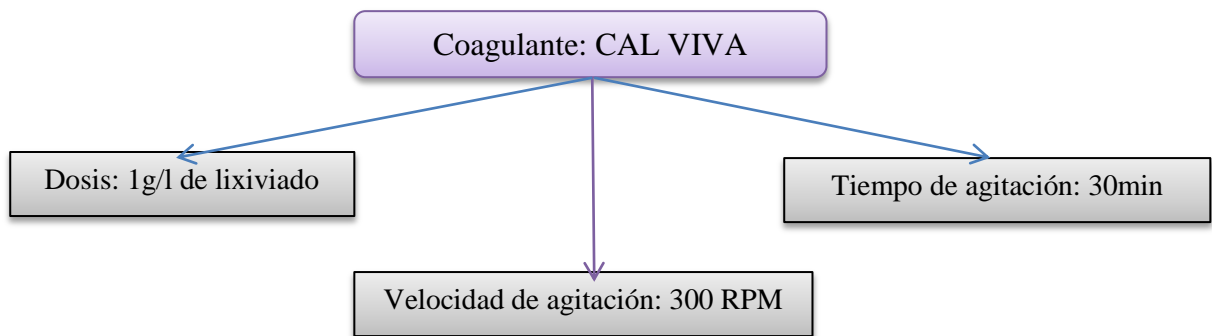 Coagulante: CAL VIVA
Dosis: 1g/l de lixiviado
Tiempo de agitación: 30min
Velocidad de agitación: 300 RPM